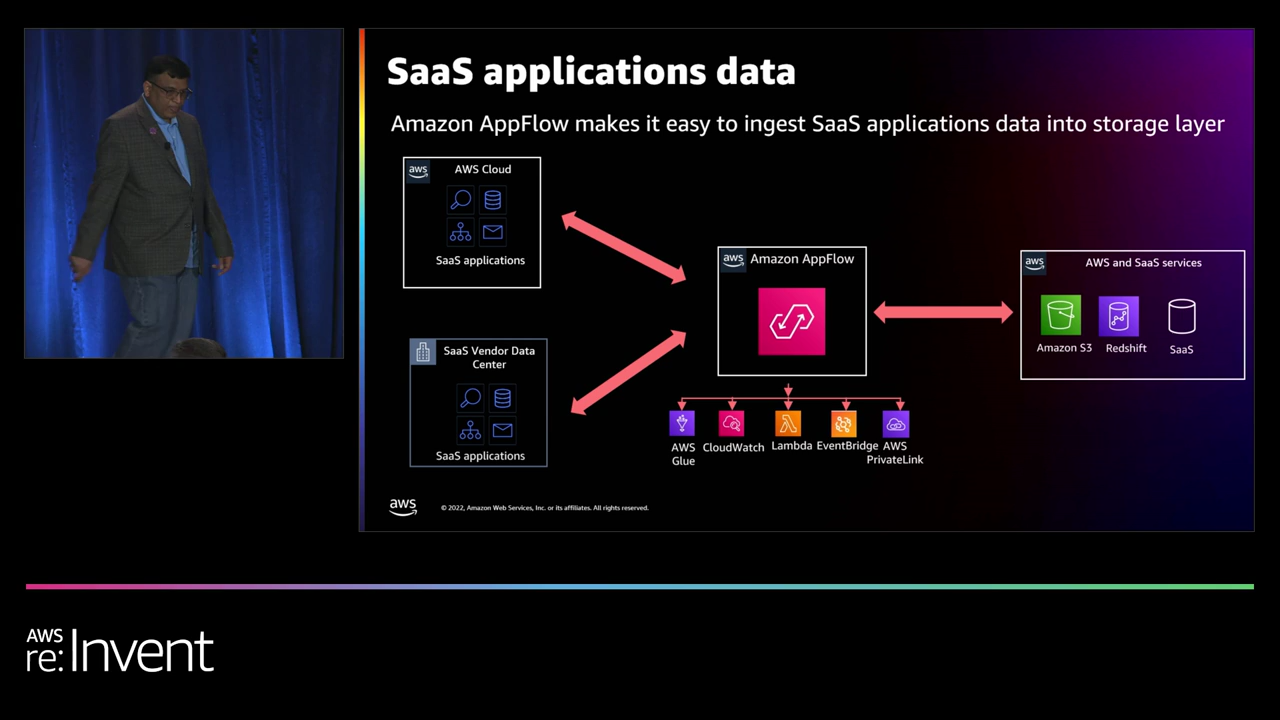 SaaS applications data
Amazon AppFlow makes it easy to ingest SaaS applications data into storage layer
aws
AWS Cloud
SaaS applications
SaaS Vendor Data
Center
SaaS applications
aws
Amazon AppFlow
AWS
Glue
CloudWatch
Lambda
EventBridge
AWS
PrivateLink
aws
AWS and SaaS services
Amazon S3
Redshift
SaaS
aws
© 2022, Amazon Web Services, Inc. or its affiliates. All rights reserved.
AWS
re:Invent